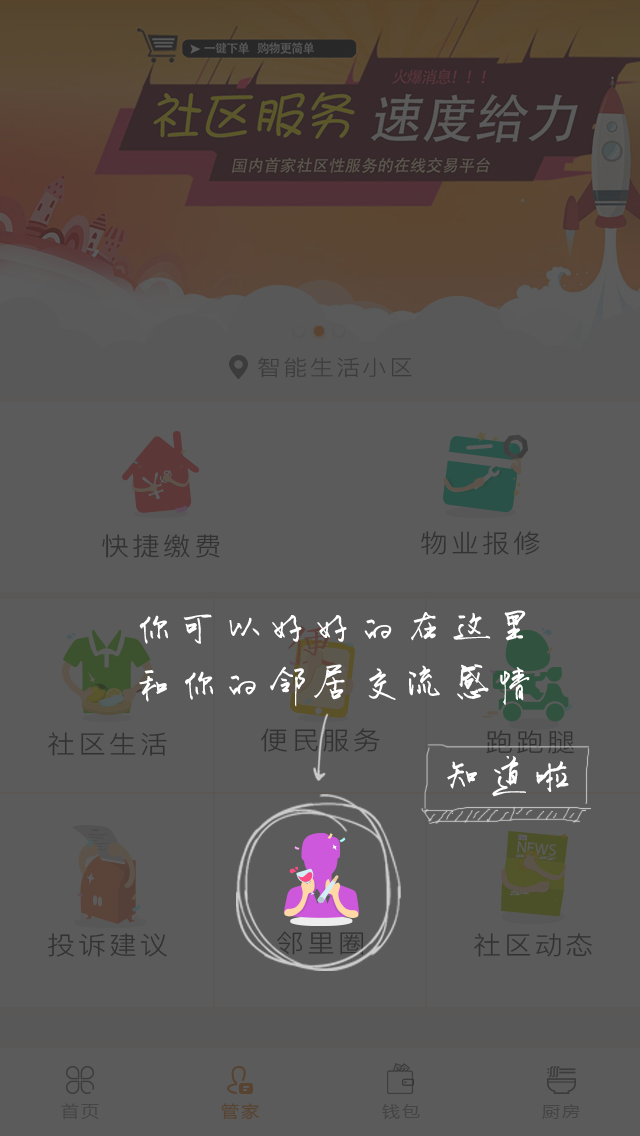 一键下单 购物更简单
火爆消息！！！
社区服务 速度给力
国内首家社区性服务的在线交易平台
智能生活小区
快捷缴费 物业报修
你可以好好的在这里
和你的邻居交流感情
社区生活 便民服务 跑跑腿
知道啦
NEWS
投诉建议 邻里圈 社区动态
首页 管家 钱包 厨房